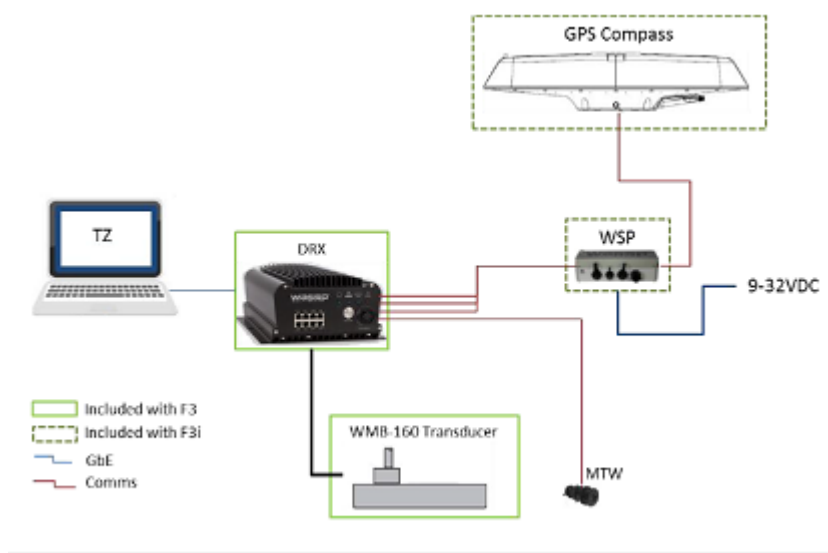 GPS Compass
TZ
DRX
WASSP
WSP
9-32VDC
WMB-160 Transducer
MTW
Included with F3
Included with F3i
GbE
Comms